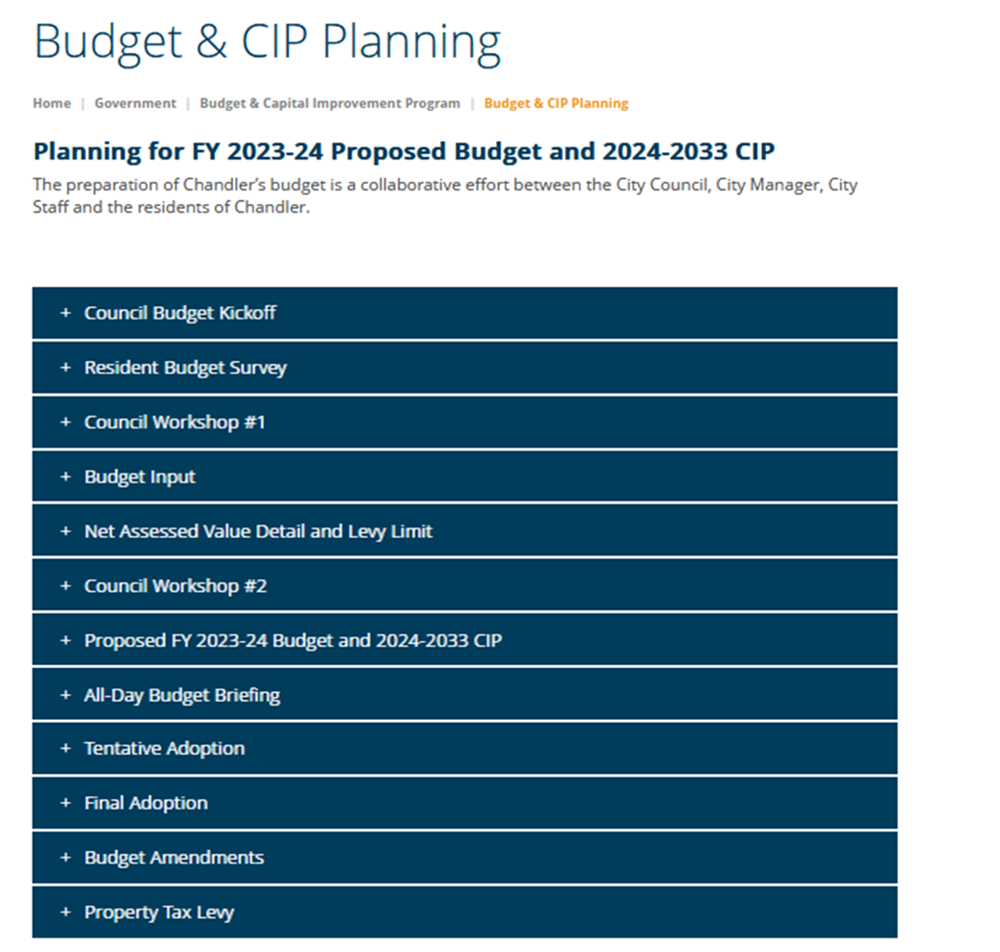 Budget & CIP Planning
Home | Government | Budget & Capital Improvement Program | Budget & CIP Planning
Planning for FY 2023-24 Proposed Budget and 2024-2033 CIP
The preparation of Chandler’s budget is a collaborative effort between the City Council, City Manager, City
Staff and the residents of Chandler.
+ Council Budget Kickoff
+ Resident Budget Survey
+ Council Workshop #1
+ Budget Input
+ Net Assessed Value Detail and Levy Limit
+ Council Workshop #2
+ Proposed FY 2023-24 Budget and 2024-2033 CIP
+ All-Day Budget Briefing
+ Tentative Adoption
+ Final Adoption
+ Budget Amendments
+ Property Tax Levy